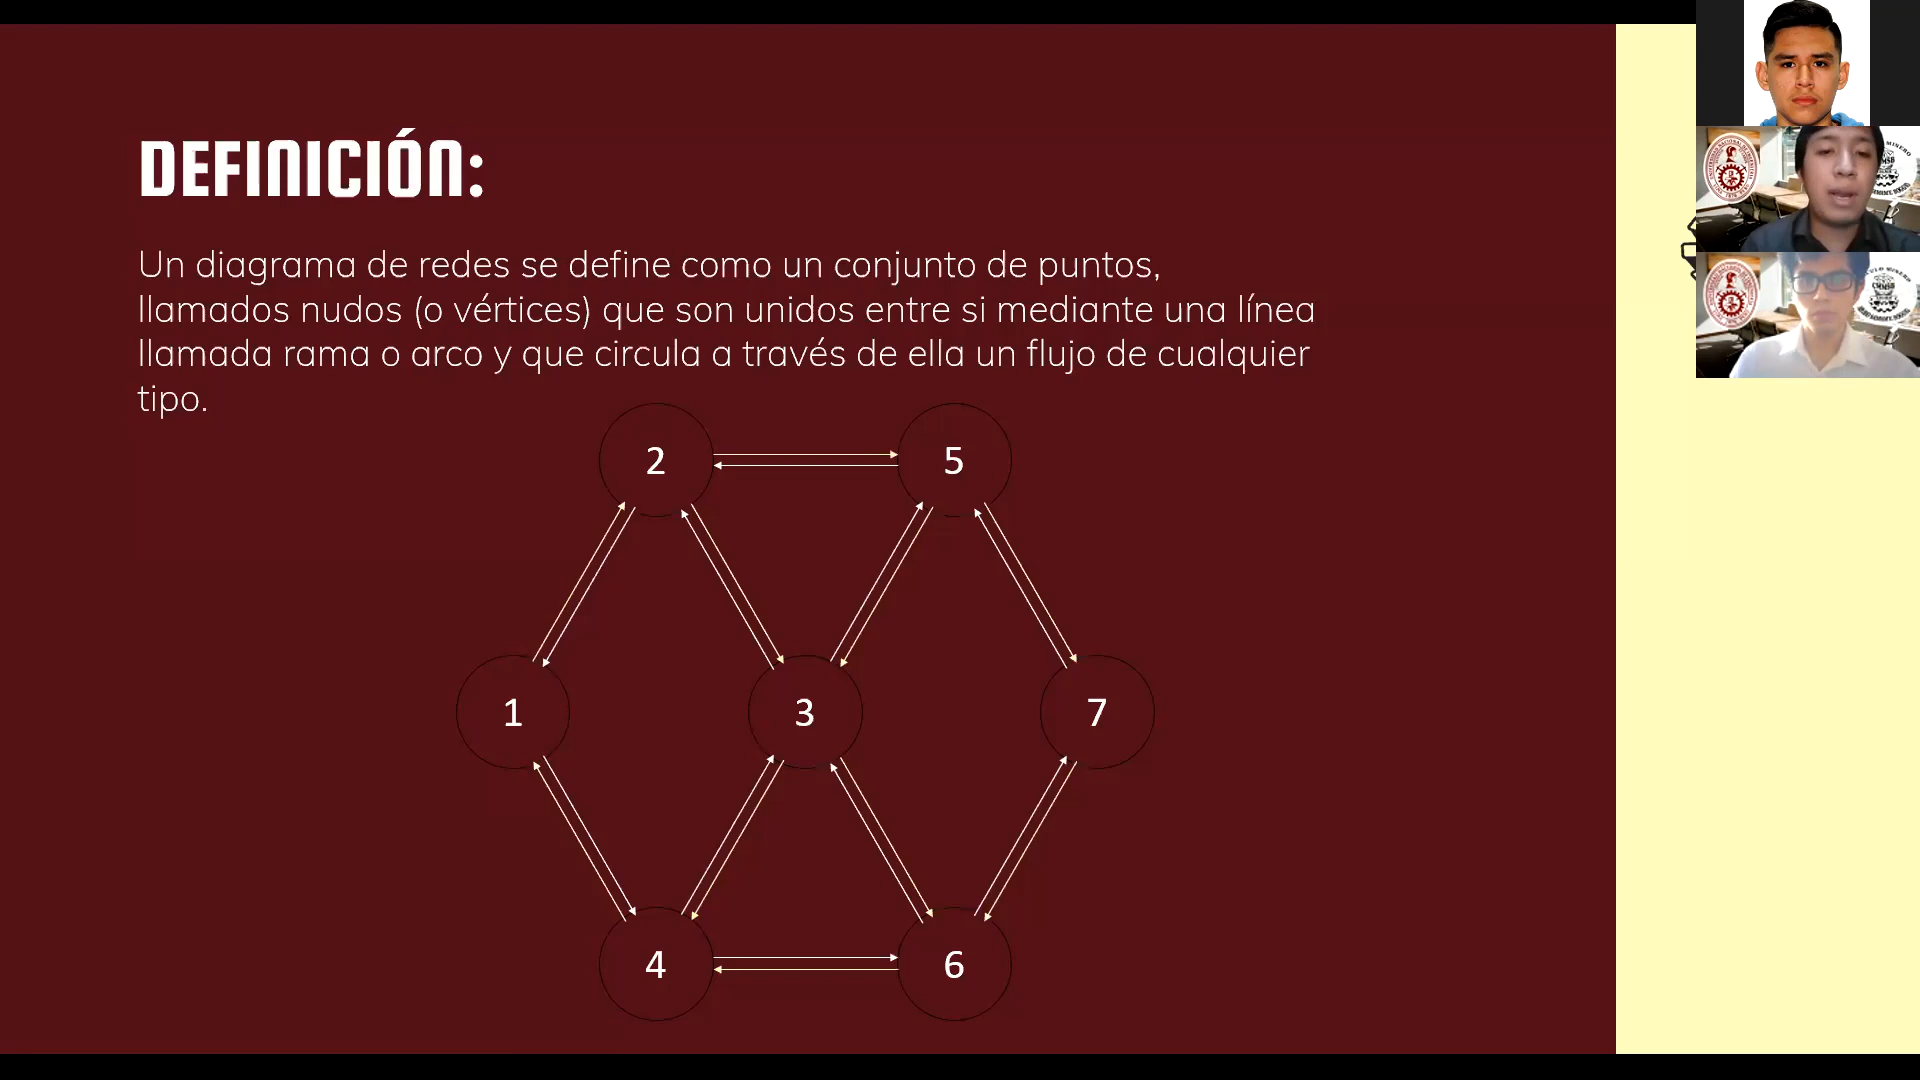 DEFINICIÓN:
Un diagrama de redes se define como un conjunto de puntos,
llamados nudos (o vértices) que son unidos entre si mediante una línea
llamada rama o arco y que circula a través de ella un flujo de cualquier
tipo.
2
5
1
3
7
4
6